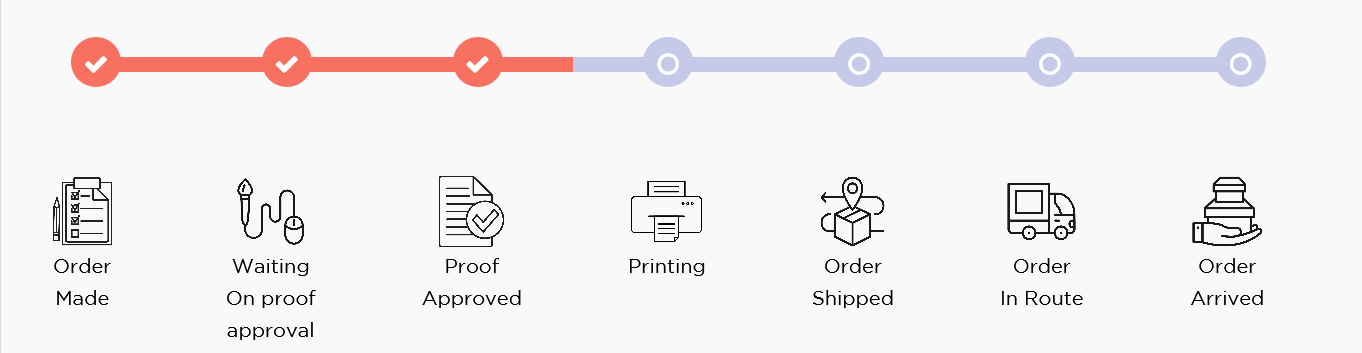 Order
Made
Waiting
On proof
approval
Proof
Approved
Printing
Order
Shipped
Order
In Route
Order
Arrived